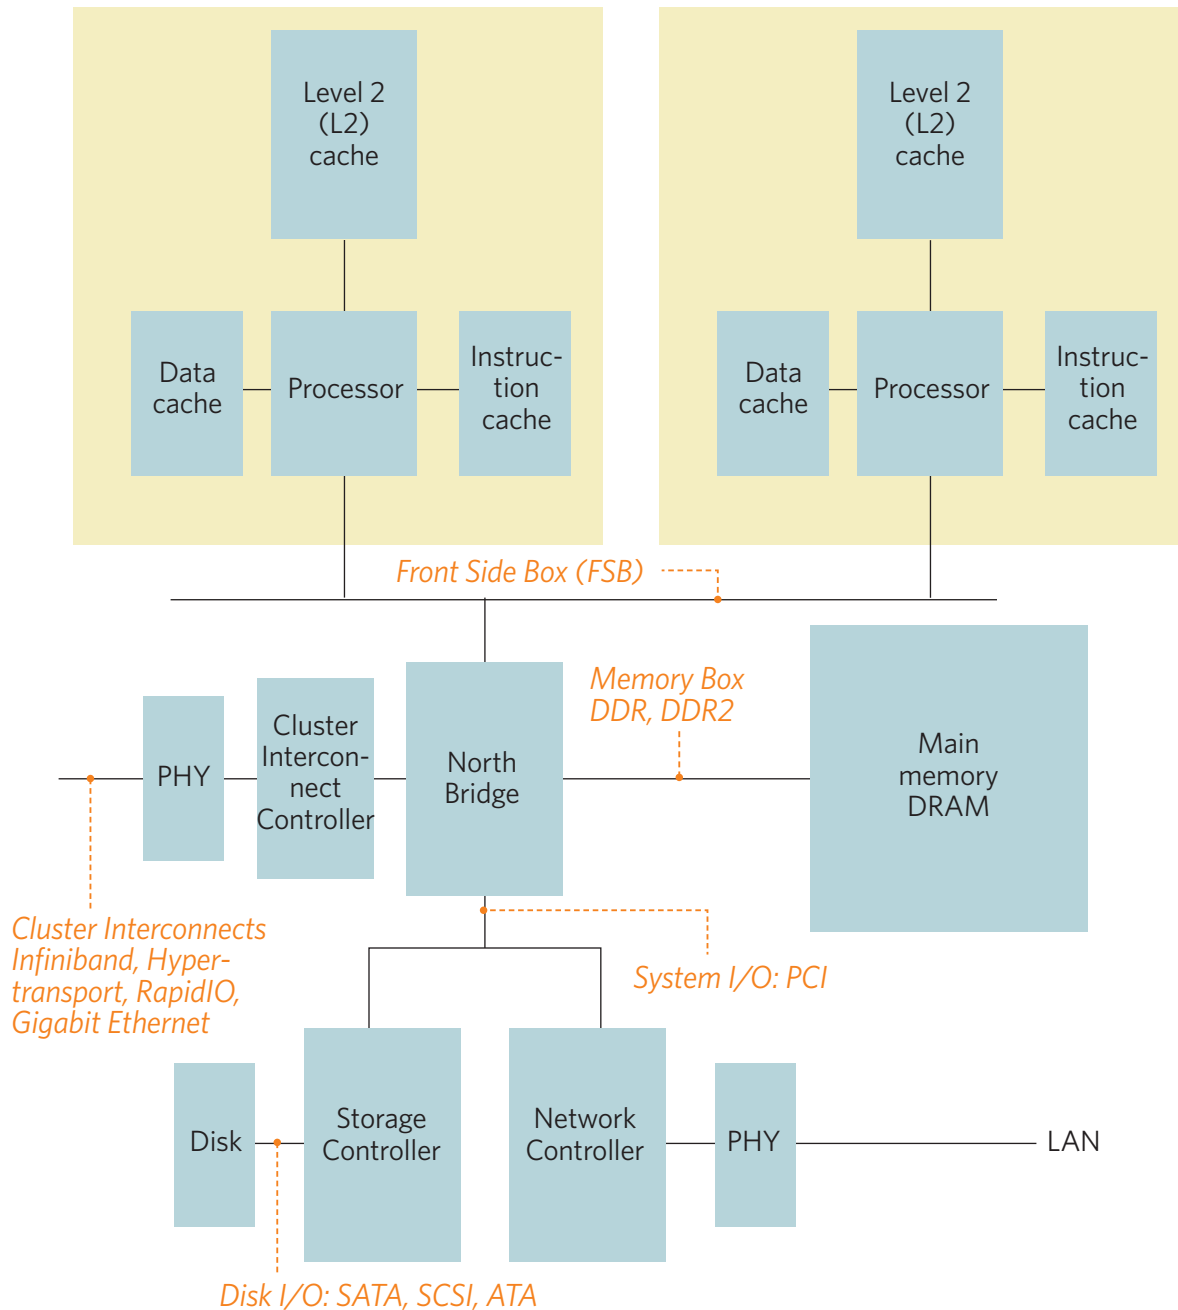 Level 2
(L2)
cache
Level 2
(L2)
cache
Data
cache
Processor
Instruc-
tion
cache
Data
cache
Processor
Instruc-
tion
cache
Front Side Box (FSB)
Memory Box
DDR, DDR2
PHY
Cluster
Intercon-
nect
Controller
North
Bridge
Main
memory
DRAM
Cluster Interconnects
Infiniband, Hyper-
transport, RapidIO,
Gigabit Ethernet
System I/O: PCI
Disk
Storage
Controller
Network
Controller
PHY
LAN
Disk I/O: SATA, SCSI, ATA